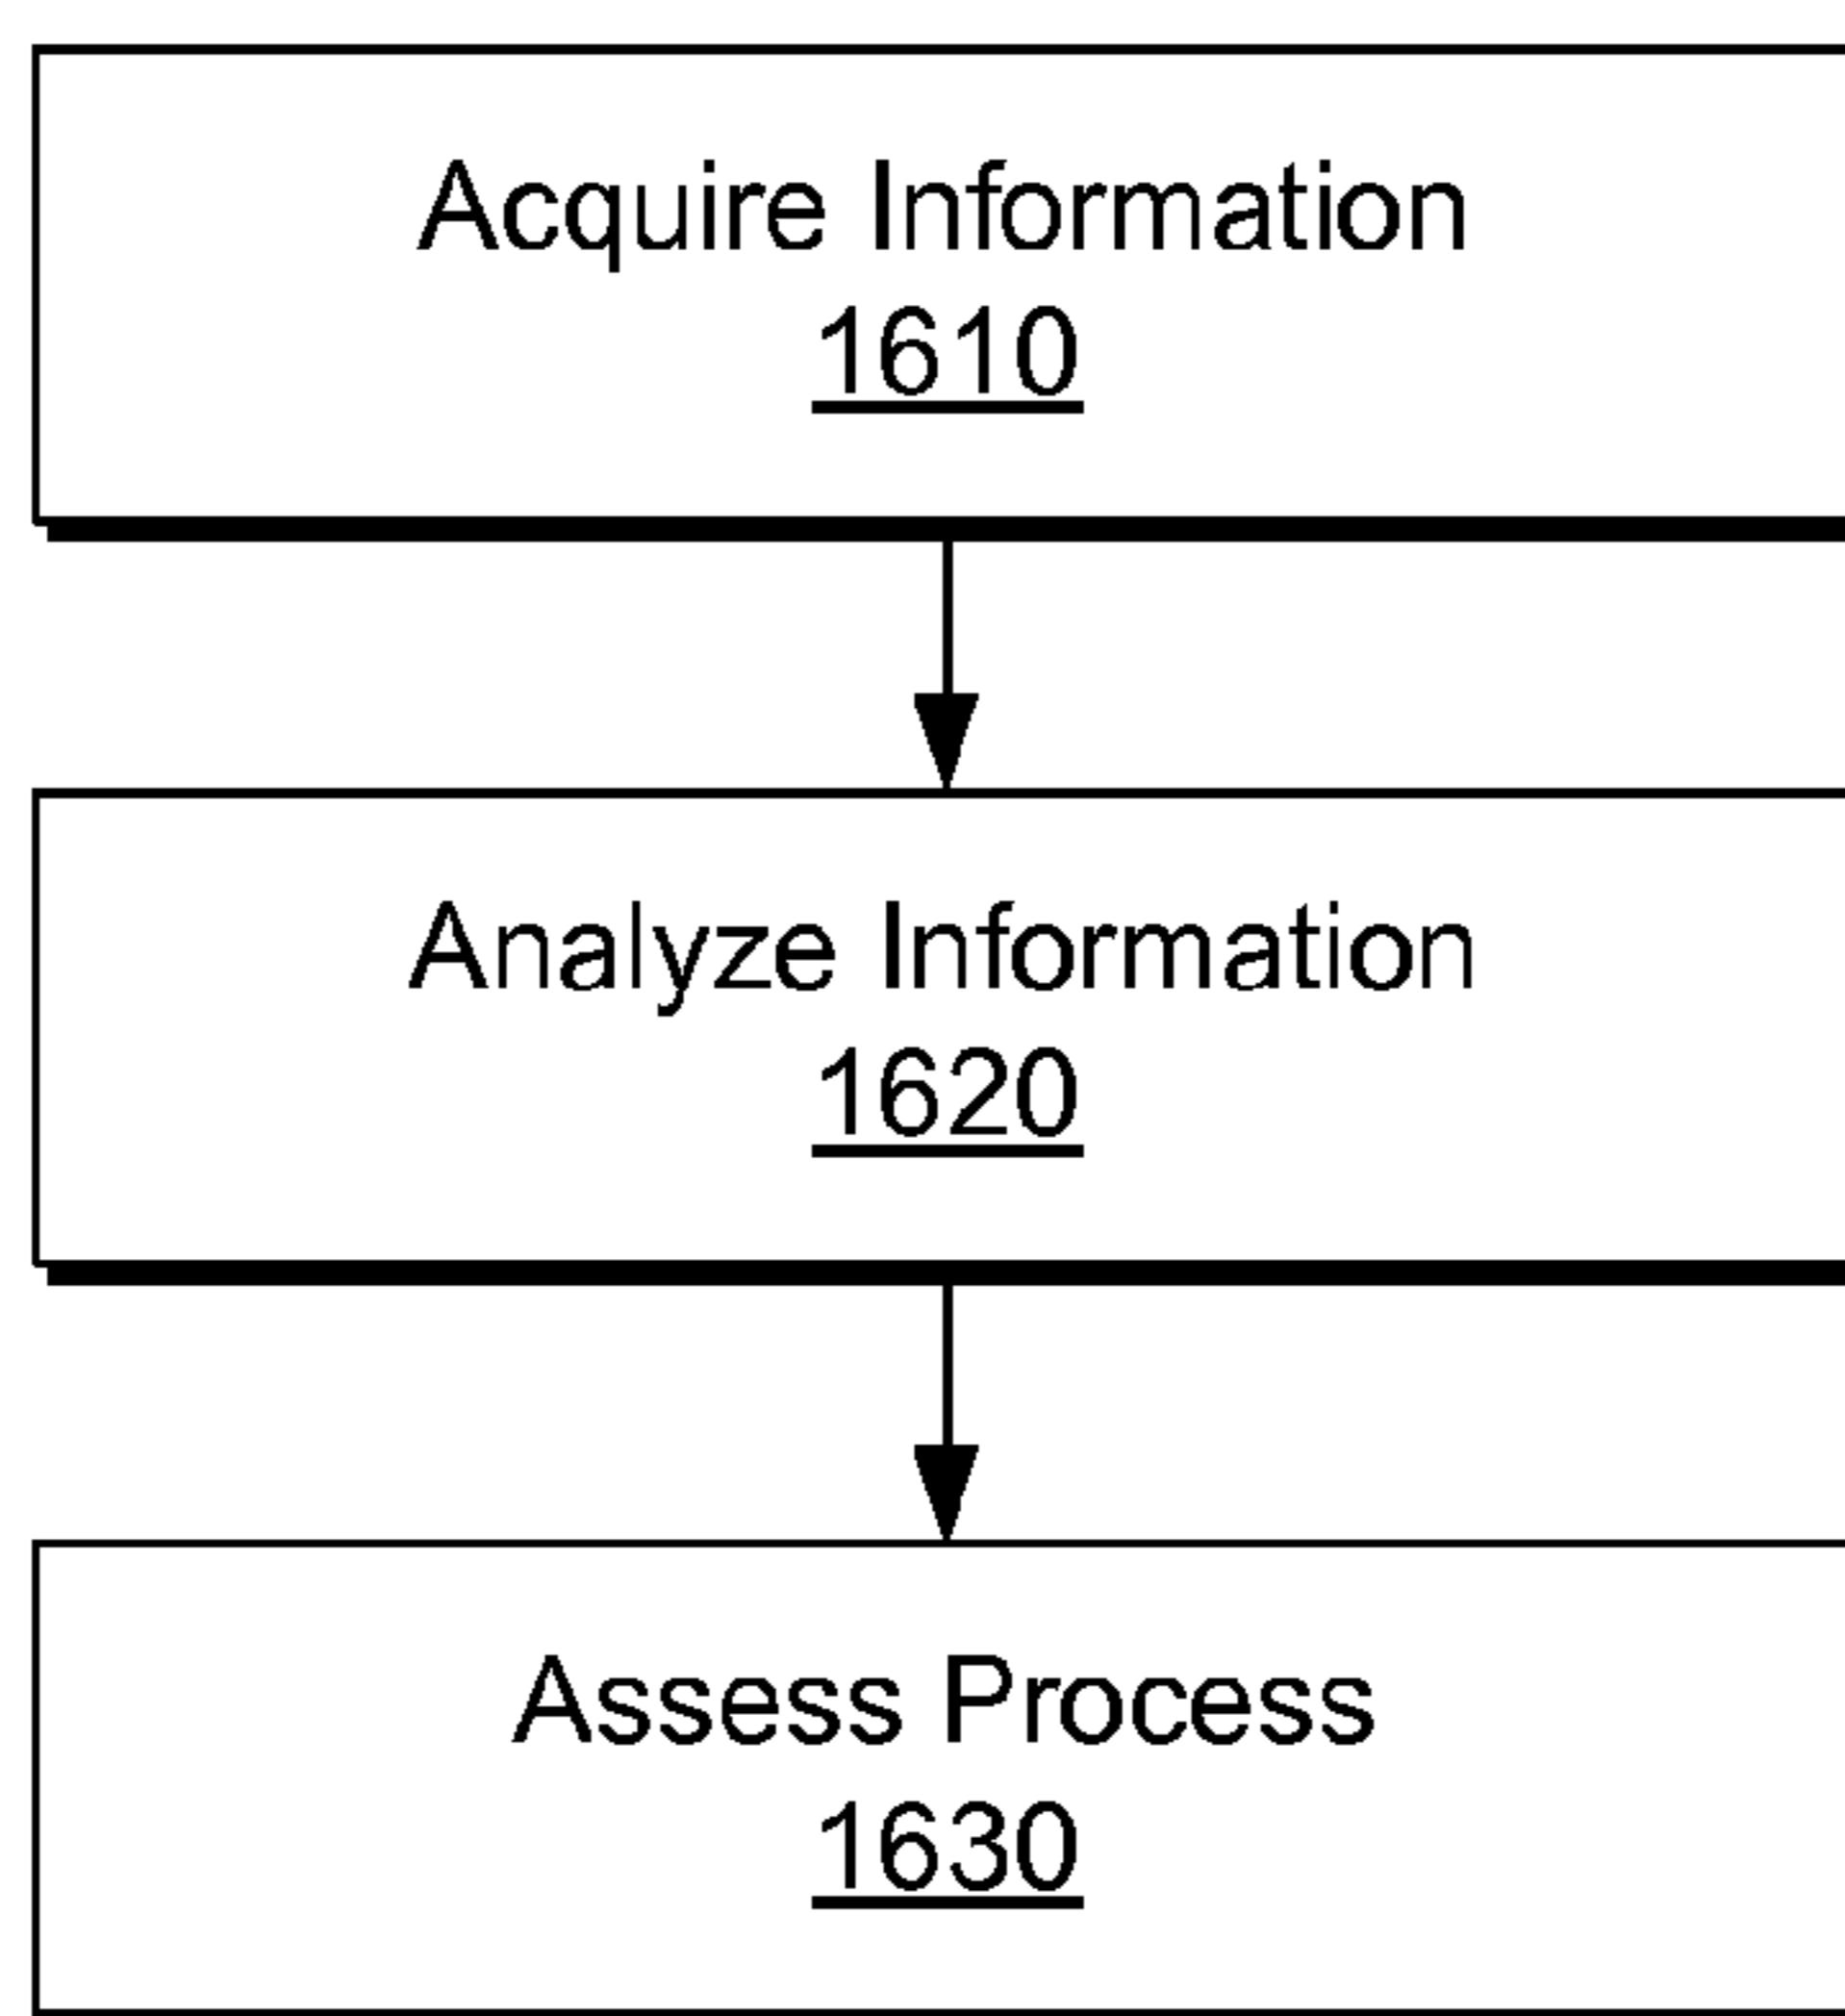 Acquire Information
1610
Analyze Information
1620
Assess Process
1630